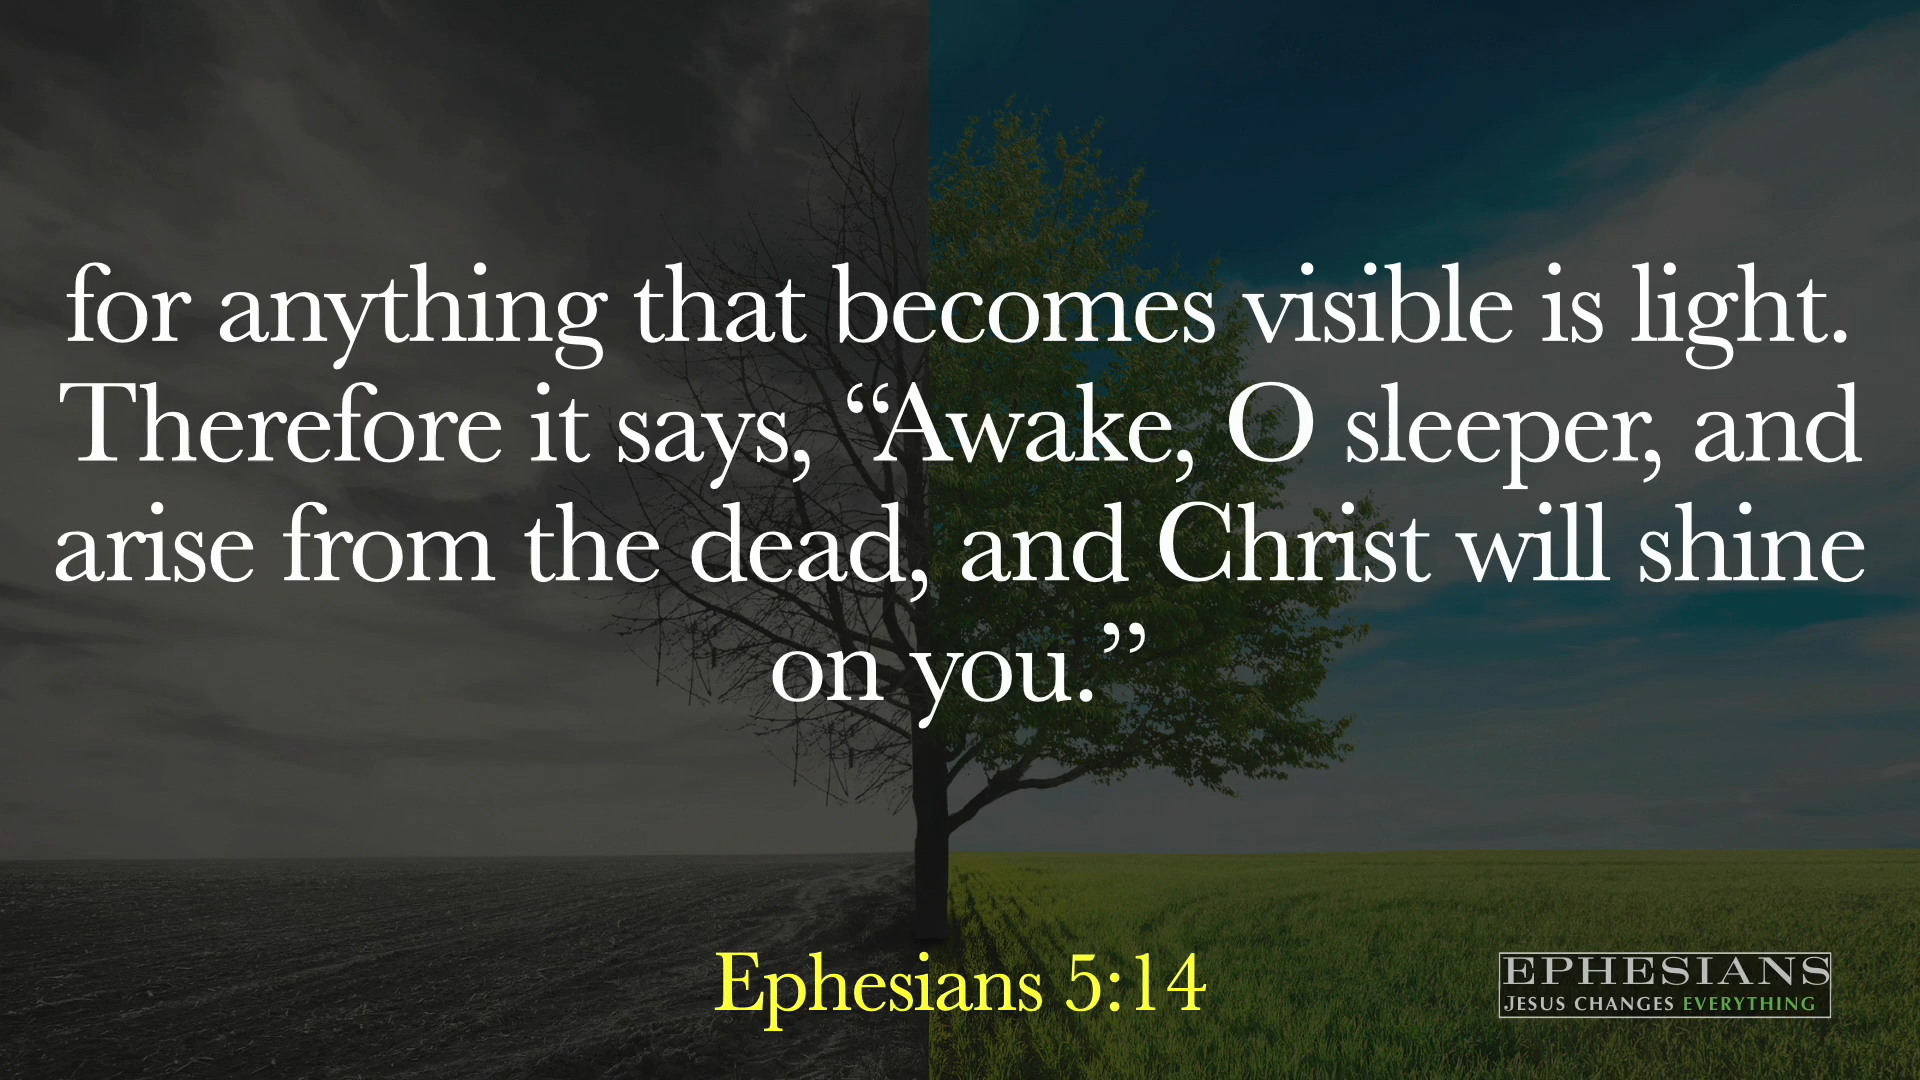 for anything that becomes visible is light.
Therefore it says, “Awake, O sleeper, and
arise from the dead, and Christ will shine
on you.”
Ephesians 5:14
EPHESIANS
JESUS CHANGES EVERYTHING